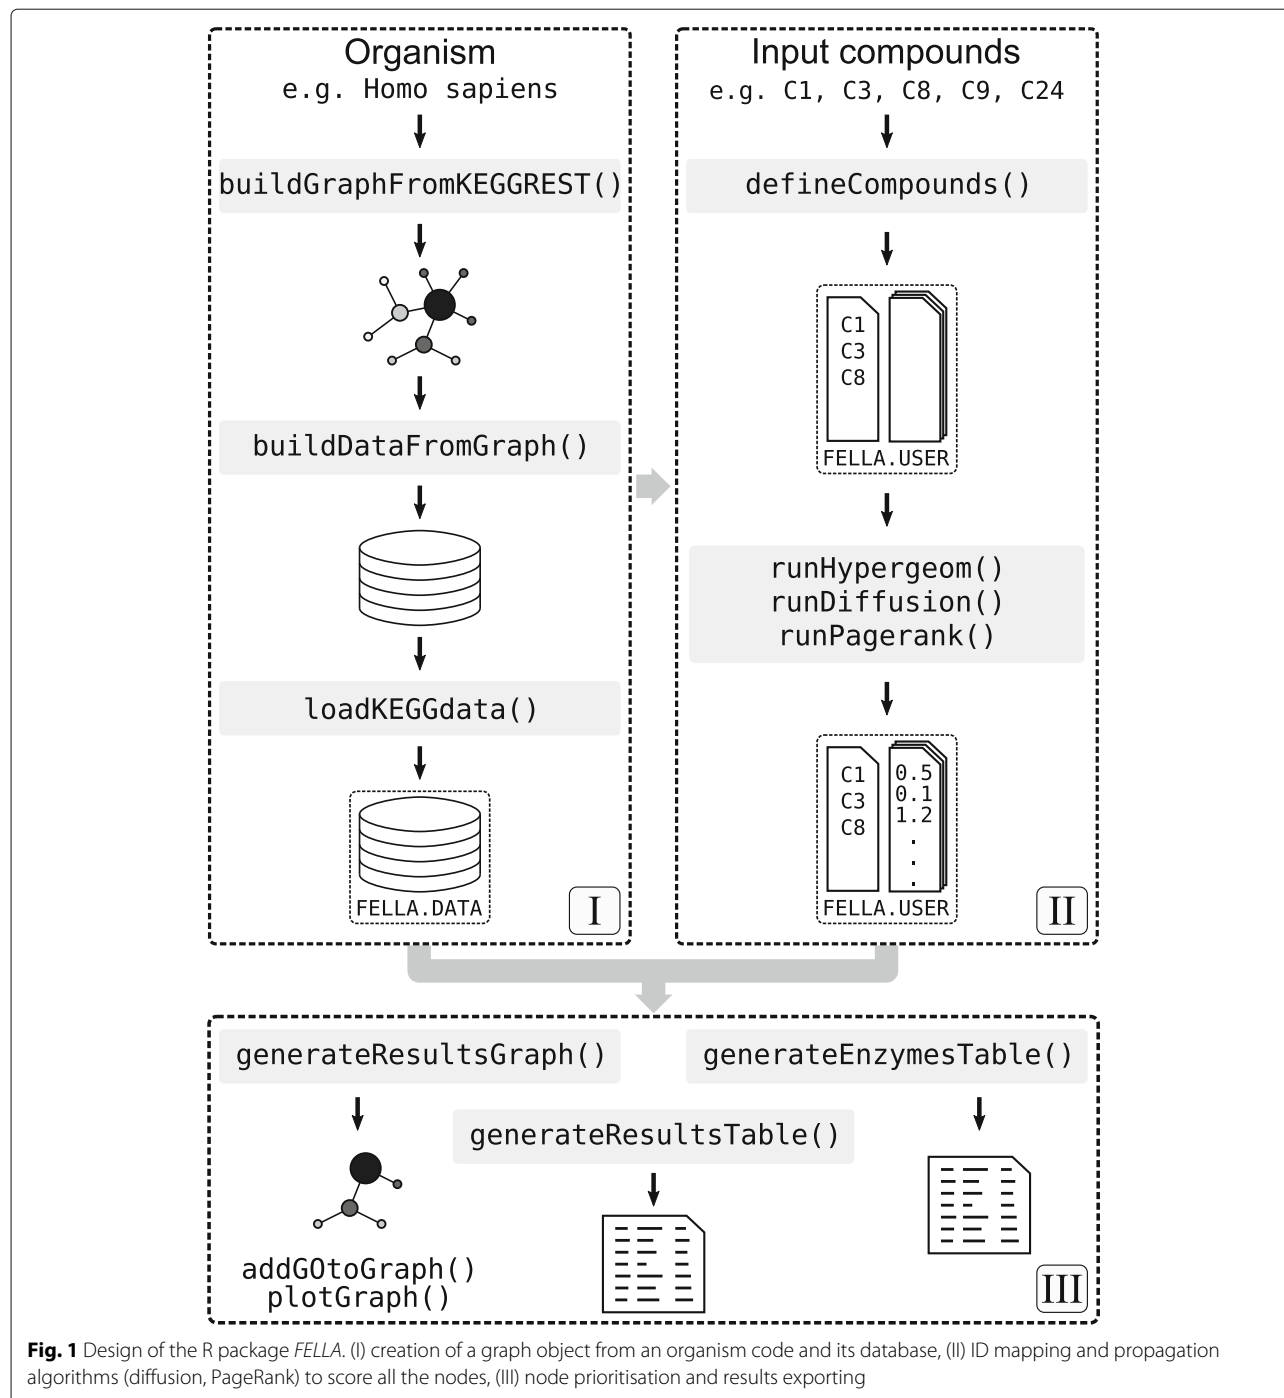 Organism
e.g. Homo sapiens
buildGraphFromKEGGREST()
buildDataFromGraph()
loadKEGGdata()
FELLA.DATA
I
Input compounds
e.g. C1, C3, C8, C9, C24
defineCompounds()
C1
C3
C8
FELLA.USER
runHypergeom()
runDiffusion()
runPagerank()
C1
C3
C8
0.5
0.1
1.2
.
.
.
FELLA.USER
II
generateResultsGraph()
addGOtoGraph()
plotGraph()
generateResultsTable()
generateEnzymesTable()
III
Fig. 1 Design of the R package FELLA. (I) creation of a graph object from an organism code and its database, (II) ID mapping and propagation
algorithms (diffusion, PageRank) to score all the nodes, (III) node prioritisation and results exporting